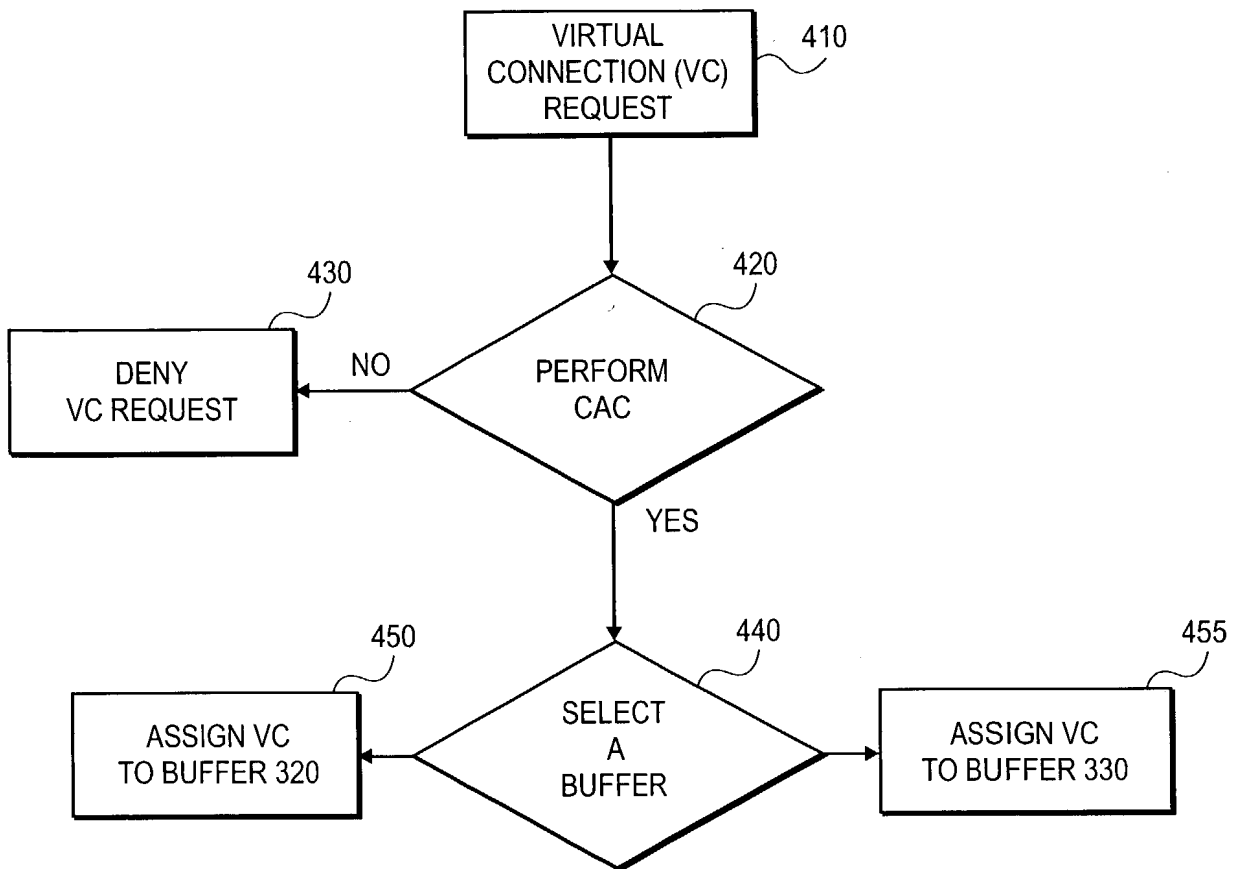 VIRTUAL
CONNECTION (VC)
REQUEST
410
420
PERFORM
CAC
430
DENY
VC REQUEST
NO
YES
440
SELECT
A
BUFFER
450
ASSIGN VC
TO BUFFER 320
455
ASSIGN VC
TO BUFFER 330